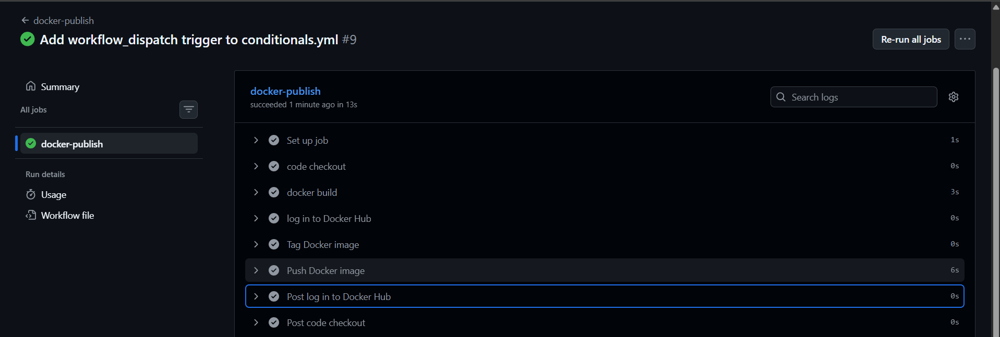 docker-publish
Add workflow_dispatch trigger to conditionals.yml #9
Re-run all jobs
Summary
All jobs
docker-publish
Run details
Usage
Workflow file
docker-publish
succeeded 1 minute ago in 13s
Search logs
Set up job 1s
code checkout 0s
docker build 3s
log in to Docker Hub 0s
Tag Docker image 0s
Push Docker image 6s
Post log in to Docker Hub 0s
Post code checkout 0s